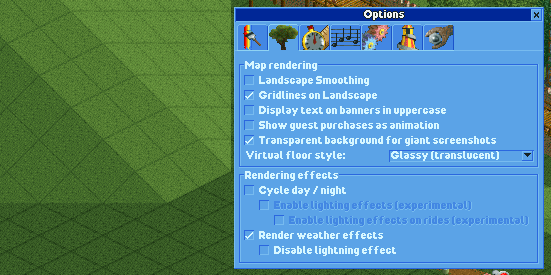 Options
Map rendering
Landscape Smoothing
Gridlines on Landscape
Display text on banners in uppercase
Show guest purchases as animation
Transparent background for giant screenshots
Virtual floor style: Glassy (translucent)
Rendering effects
Cycle day / night
Enable lighting effects (experimental)
Enable lighting effects on rides (experimental)
Render weather effects
Disable lightning effect